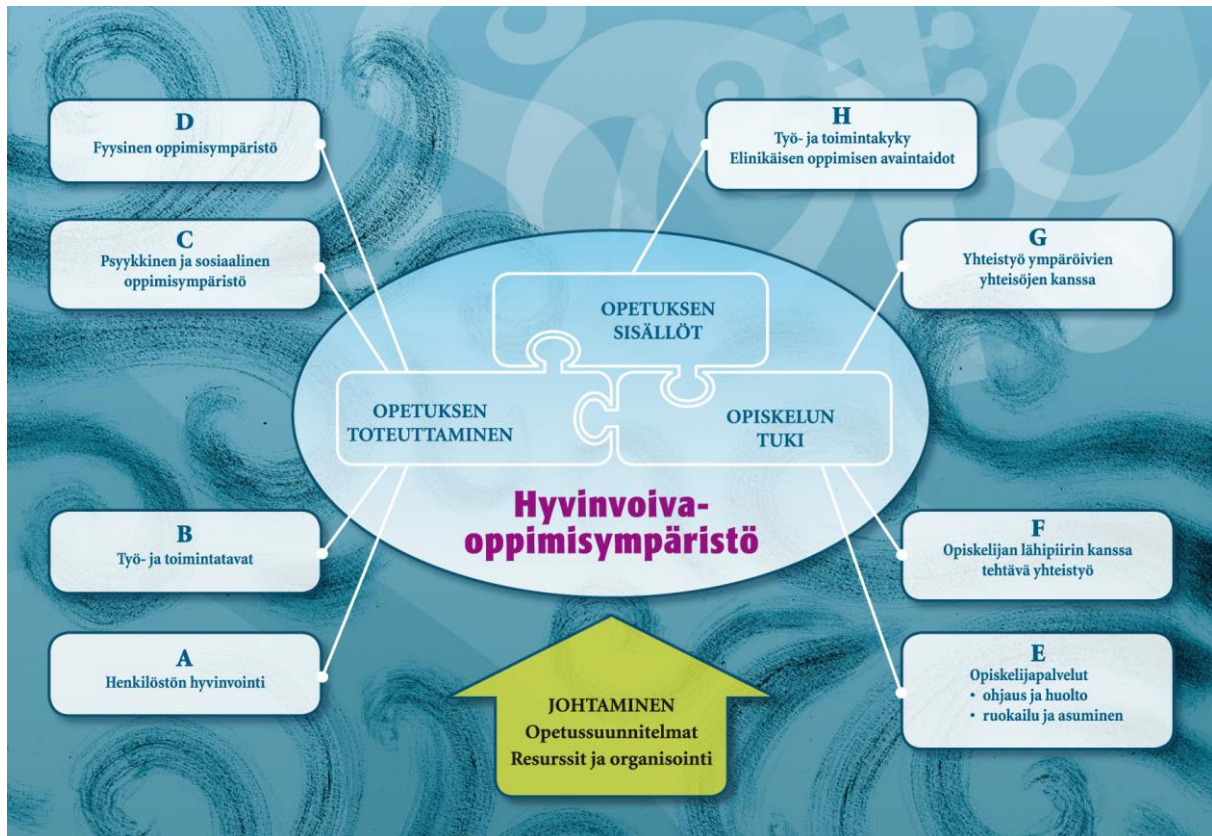 D
Fyysinen oppimisympäristö
H
Työ- ja toimintakyky
Elinikäisen oppimisen avaintaidot
C
Psyykkinen ja sosiaalinen
oppimisympäristö
G
Yhteistyö ympäröivien
yhteisöjen kanssa
OPETUKSEN
SISÄLLÖT
OPETUKSEN
TOTEUTTAMINEN
OPISKELUN
TUKI
Hyvinvoiva-
oppimisympäristö
B
Työ- ja toimintatavat
F
Opiskelijan lähipiirin kanssa
tehtävä yhteistyö
A
Henkilöstön hyvinvointi
E
Opiskelijapalvelut
• ohjaus ja huolto
• ruokailu ja asuminen
JOHTAMINEN
Opetussuunnitelmat
Resurssit ja organisointi